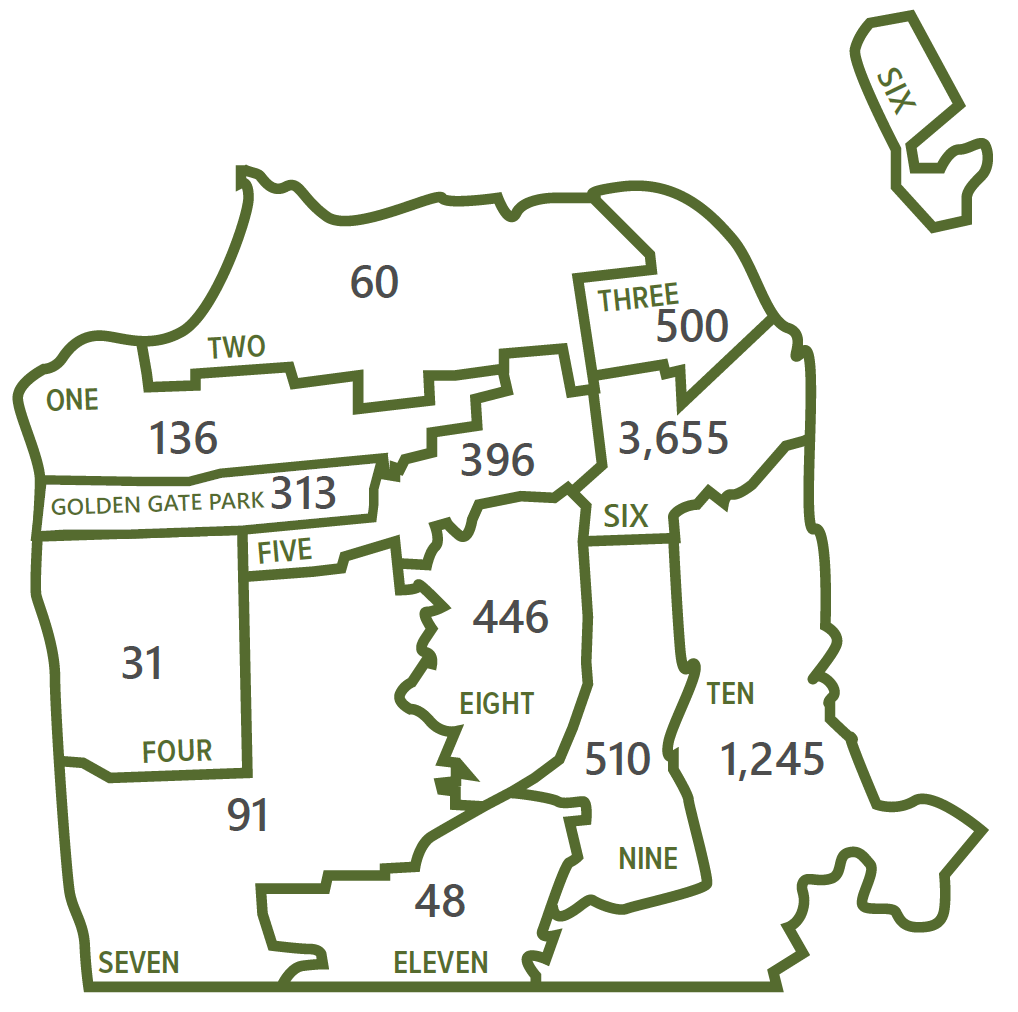 SIX
60
THREE
500
TWO
ONE
136
396
3,655
GOLDEN GATE PARK 313
SIX
FIVE
446
31
TEN
EIGHT
FOUR
510
1,245
91
NINE
48
SEVEN
ELEVEN